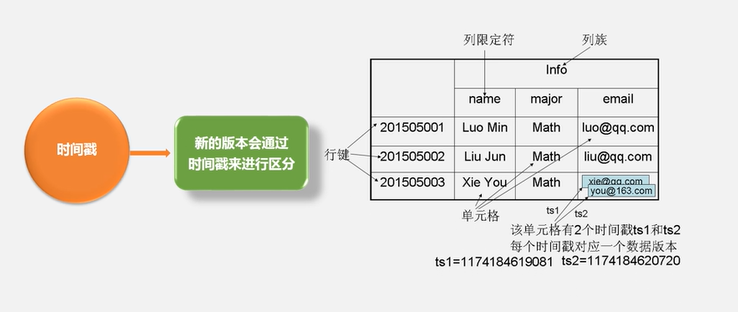 时间戳
新的版本会通过
时间戳来进行区分
列限定符
列族
Info
name major email
行键
201505001 Luo Min Math luo@qq.com
201505002 Liu Jun Math liu@qq.com
201505003 Xie You Math xie@qq.com
you@163.com
单元格
ts1 ts2
该单元格有2个时间戳ts1和ts2
每个时间戳对应一个数据版本
ts1=1174184619081 ts2=1174184620720